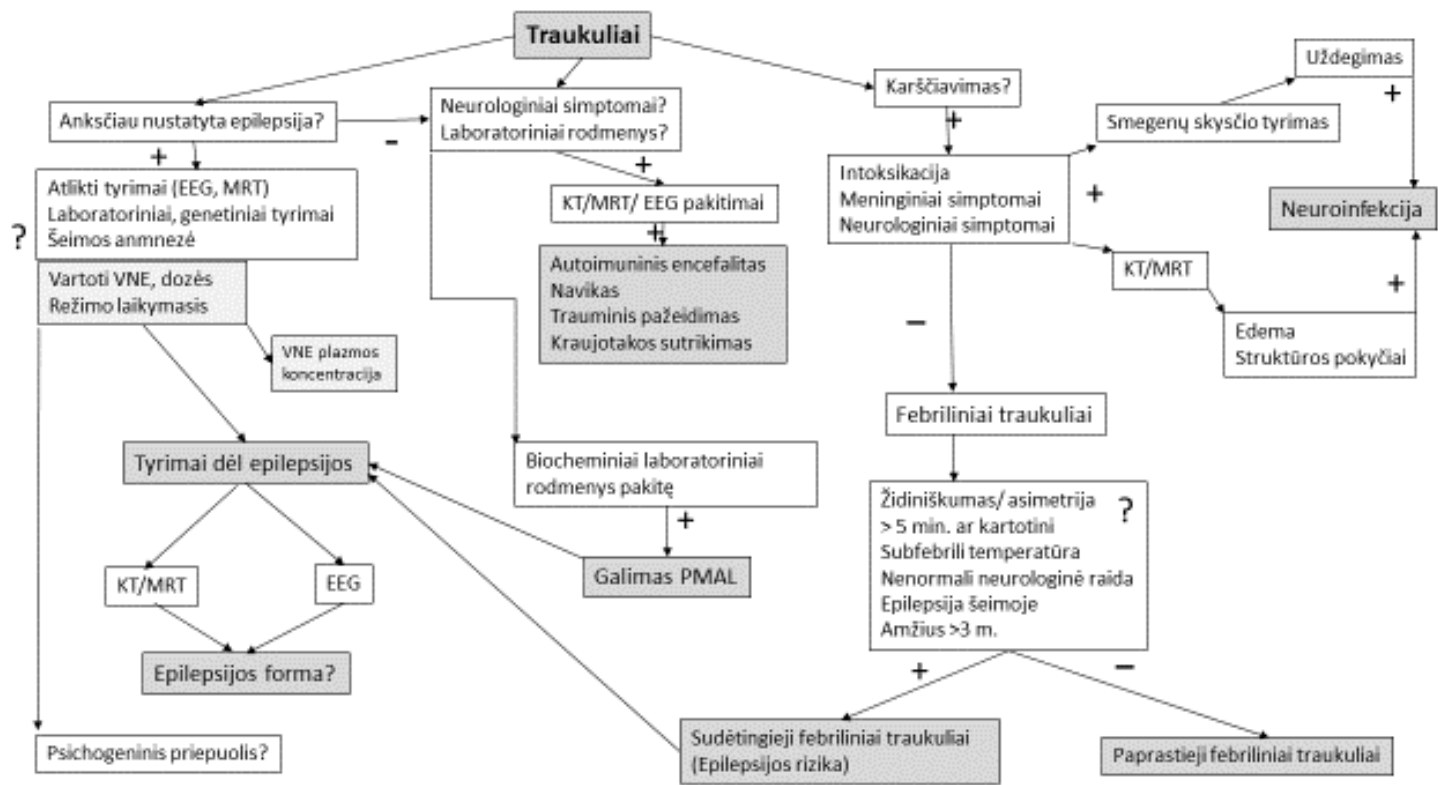 Traukuliai
Anksčiau nustatyta epilepsija?
+
-
Atlikti tyrimai (EEG, MRT)
Laboratoriniai, genetiniai tyrimai
Šeimos anmnezė
?
Vartoti VNE, dozės
Režimo laikymasis
VNE plazmos
koncentracija
Tyrimai dėl epilepsijos
KT/MRT
EEG
Epilepsijos forma?
Psichogeninis priepuolis?
Neurologiniai simptomai?
Laboratoriniai rodmenys?
+
KT/MRT/ EEG pakitimai
+
Autoimuninis encefalitas
Navikas
Trauminis pažeidimas
Kraujotakos sutrikimas
Biocheminiai laboratoriniai
rodmenys pakitę
+
Galimas PMAL
Karščiavimas?
+
Intoksikacija
Meninginiai simptomai
Neurologiniai simptomai
+
Smegenų skysčio tyrimas
Uždegimas
+
Neuroinfekcija
KT/MRT
+
Edema
Struktūros pokyčiai
−
Febriliniai traukuliai
Židiniškumas/ asimetrija
?
> 5 min. ar kartotini
Subfebrili temperatūra
Nenormali neurologinė raida
Epilepsija šeimoje
Amžius >3 m.
+
−
Sudėtingieji febriliniai traukuliai
(Epilepsijos rizika)
Paprastieji febriliniai traukuliai